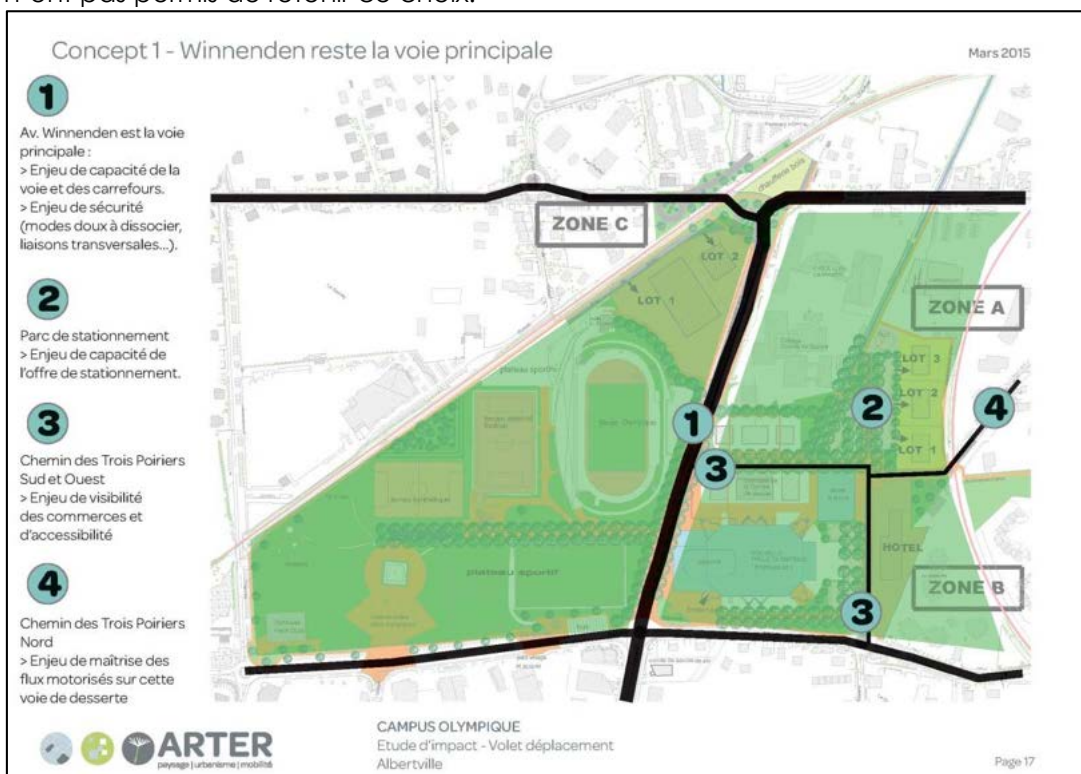 n'ont pas permis de retenir ce choix.
Concept 1 - Winnenden reste la voie principale
Mars 2015
1
Av. Winnenden est la voie
principale :
> Enjeu de capacité de la
voie et des carrefours.
> Enjeu de sécurité
(modes doux à dissocier,
liaisons transversales...).
2
Parc de stationnement
> Enjeu de capacité de
l'offre de stationnement.
3
Chemin des Trois Poiriers
Sud et Ouest
> Enjeu de visibilité
des commerces et
d'accessibilité
4
Chemin des Trois Poiriers
Nord
> Enjeu de maîtrise des
flux motorisés sur cette
voie de desserte
chaufferie bois
ZONE C
LOT 2
LOT 1
ZONE A
plateau sportif
LOT 3
LOT 2
LOT 1
1
2
3
4
HOTEL
plateau sportif
ZONE B
3
ARTER
paysage | urbanisme | mobilité
CAMPUS OLYMPIQUE
Etude d'impact - Volet déplacement
Albertville
Page 17